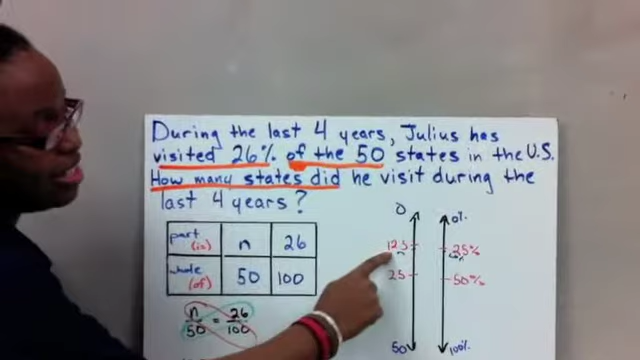 During the last 4 years, Julius has
visited 26% of the 50 states in the U.S.
How many states did he visit during the
last 4 years?
part (is) n 26
whole (of) 50 100
n/50 = 26/100
0 0%
12.5 25%
25 50%
50 100%